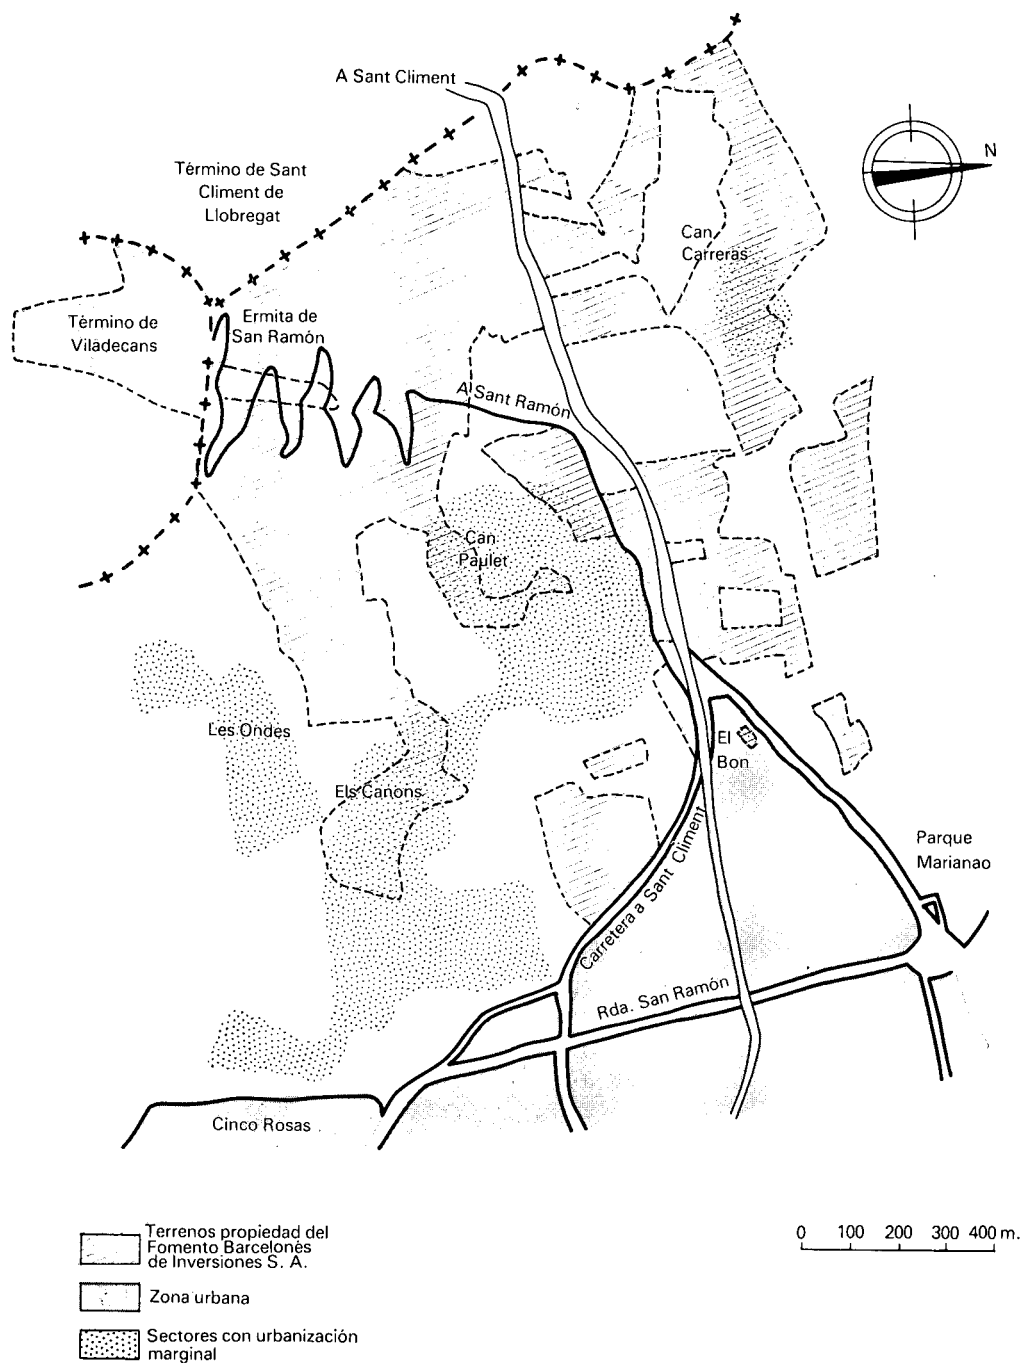 A Sant Climent
N
Término de Sant
Climent de
Llobregat
Can
Carreras
Término de
Viladecans
Ermita de
San Ramón
A Sant Ramón
Can
Paulet
Les Ondes
El
Bon
Els Canons
Carretera a Sant Climent
Parque
Marianao
Rda. San Ramón
Cinco Rosas
Terrenos propiedad del
Fomento Barcelonés
de Inversiones S. A.
Zona urbana
Sectores con urbanización
marginal
0 100 200 300 400 m.